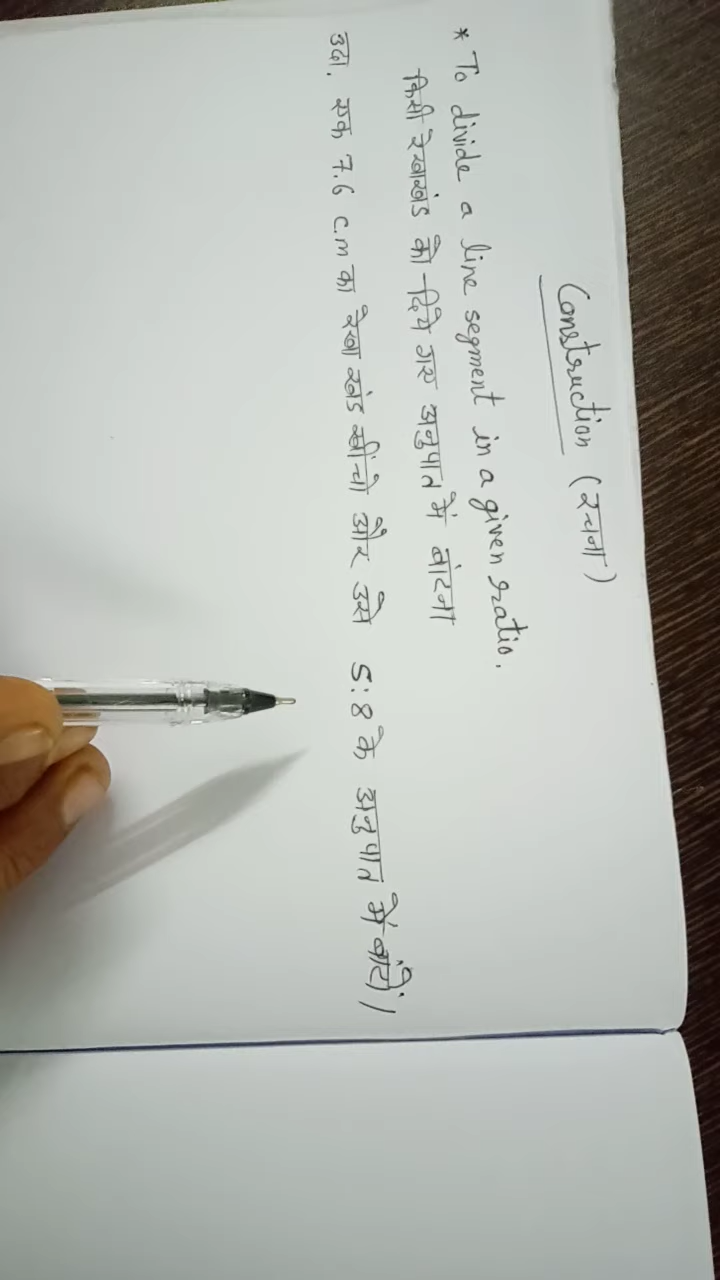 Construction (रचना)
* To divide a line segment in a given ratio.
किसी रेखाखंड को दिये गए अनुपात में बांटना
उदा. एक 7.6 c.m का रेखा खंड खींचो और उसे 5:8 के अनुपात में बांटों।